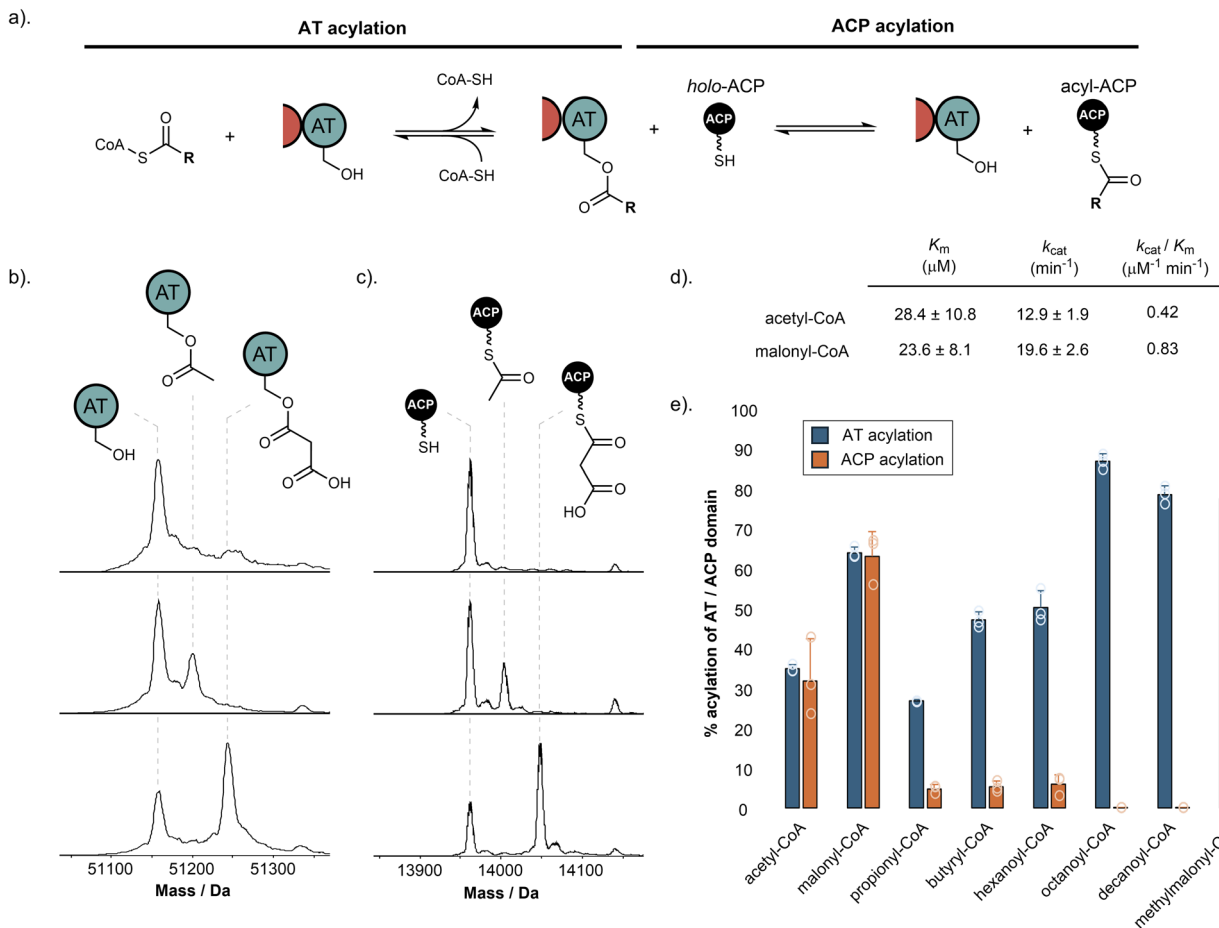 a).
AT acylation
ACP acylation
CoA
S
O
R
+
AT
OH
CoA-SH
CoA-SH
AT
O
O
R
+
holo-ACP
ACP
SH
AT
OH
+
acyl-ACP
ACP
S
O
R
b).
AT
OH
AT
O
O
AT
O
O
O
OH
51100 51200 51300
Mass / Da
c).
ACP
SH
ACP
S
O
ACP
S
O
O
HO
13900 14000 14100
Mass / Da
d).
Km kcat kcat / Km
(μM) (min-1) (μM-1 min-1)
acetyl-CoA 28.4 ± 10.8 12.9 ± 1.9 0.42
malonyl-CoA 23.6 ± 8.1 19.6 ± 2.6 0.83
e).
% acylation of AT / ACP domain
100
90
80
70
60
50
40
30
20
10
0
AT acylation
ACP acylation
acetyl-CoA
malonyl-CoA
propionyl-CoA
butyryl-CoA
hexanoyl-CoA
octanoyl-CoA
decanoyl-CoA
methylmalonyl-C